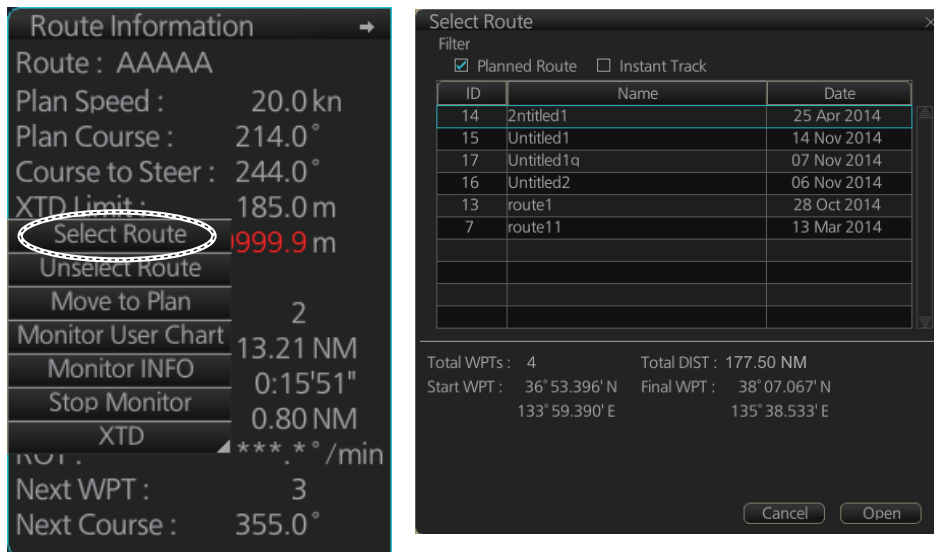 Route Information
Route : AAAAA
Plan Speed : 20.0 kn
Plan Course : 214.0°
Course to Steer : 244.0°
XTD Limit : 185.0 m
Select Route 9999.9 m
Unselect Route
Move to Plan 2
Monitor User Chart 13.21 NM
Monitor INFO 0:15'51"
Stop Monitor 0.80 NM
XTD
ROT : ***.*°/min
Next WPT : 3
Next Course : 355.0°
Select Route
Filter
Planned Route Instant Track
ID Name Date
14 2ntitled1 25 Apr 2014
15 Untitled1 14 Nov 2014
17 Untitled1q 07 Nov 2014
16 Untitled2 06 Nov 2014
13 route1 28 Oct 2014
7 route11 13 Mar 2014
Total WPTs : 4 Total DIST : 177.50 NM
Start WPT : 36°53.396' N Final WPT : 38°07.067' N
133°59.390' E 135°38.533' E
Cancel Open